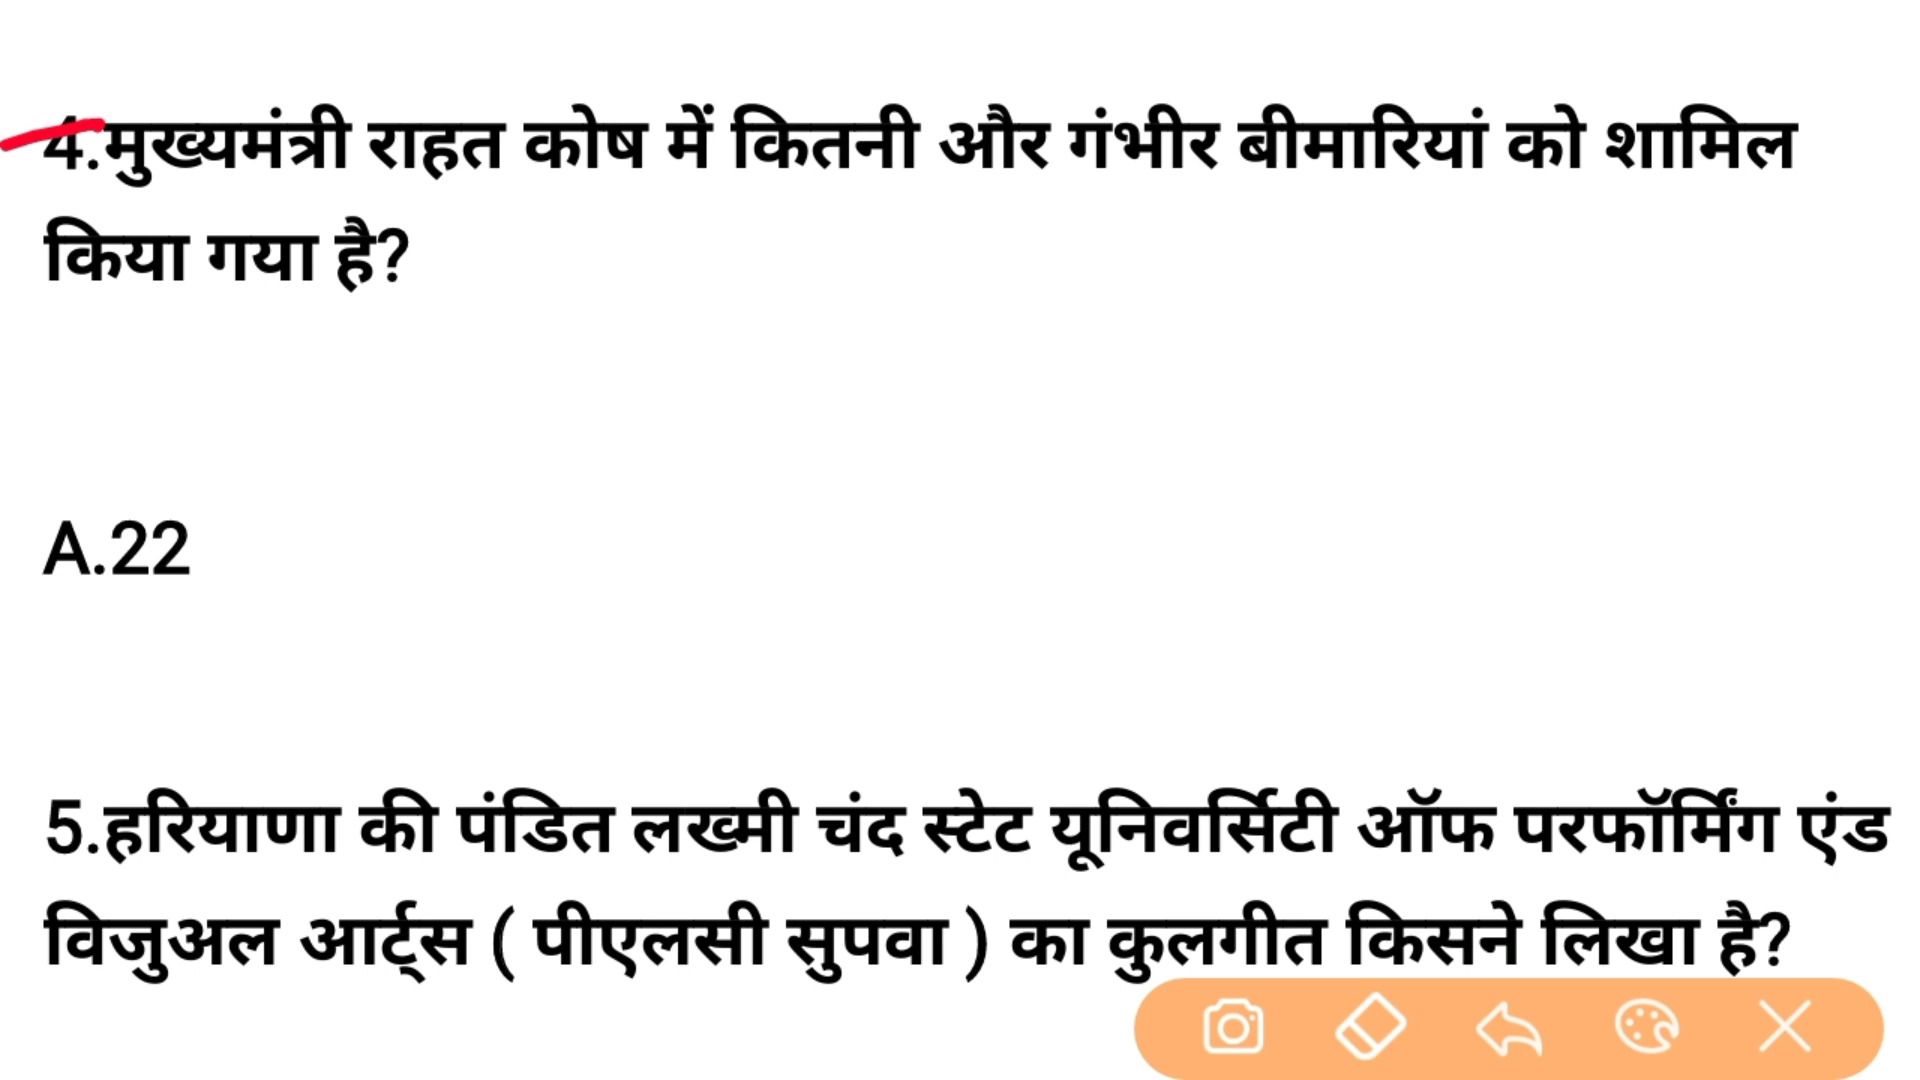 4.मुख्यमंत्री राहत कोष में कितनी और गंभीर बीमारियां को शामिल
किया गया है?
A.22
5.हरियाणा की पंडित लख्मी चंद स्टेट यूनिवर्सिटी ऑफ परफॉर्मिंग एंड
विजुअल आर्ट्स ( पीएलसी सुपवा ) का कुलगीत किसने लिखा है?